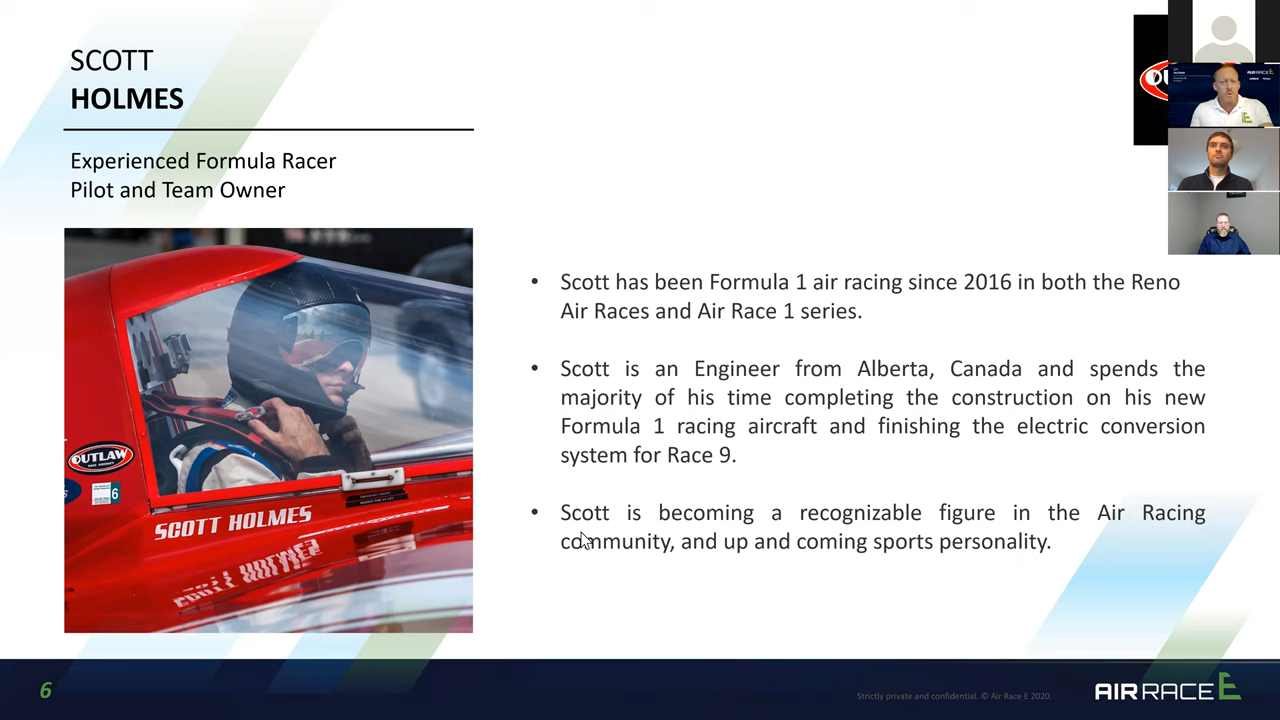 SCOTT
HOLMES
Experienced Formula Racer
Pilot and Team Owner
OUTLAW
RACE AIRCRAFT
6
SCOTT HOLMES
• Scott has been Formula 1 air racing since 2016 in both the Reno
Air Races and Air Race 1 series.
• Scott is an Engineer from Alberta, Canada and spends the
majority of his time completing the construction on his new
Formula 1 racing aircraft and finishing the electric conversion
system for Race 9.
• Scott is becoming a recognizable figure in the Air Racing
community, and up and coming sports personality.
AIR RACE E
6
Strictly private and confidential. © Air Race E 2020.
AIR RACE E